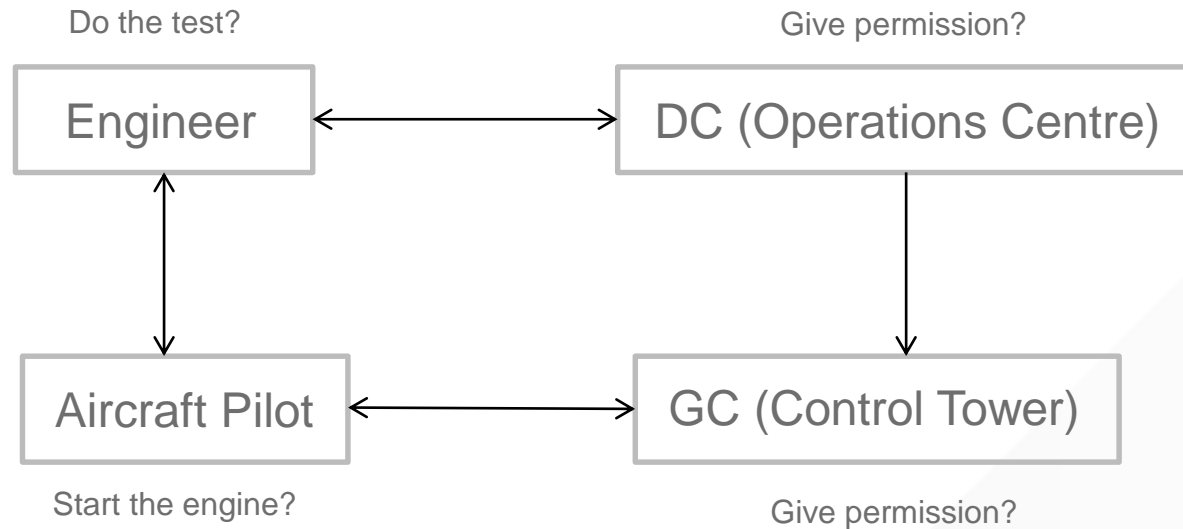 Do the test?
Give permission?
Engineer
DC (Operations Centre)
Aircraft Pilot
GC (Control Tower)
Start the engine?
Give permission?